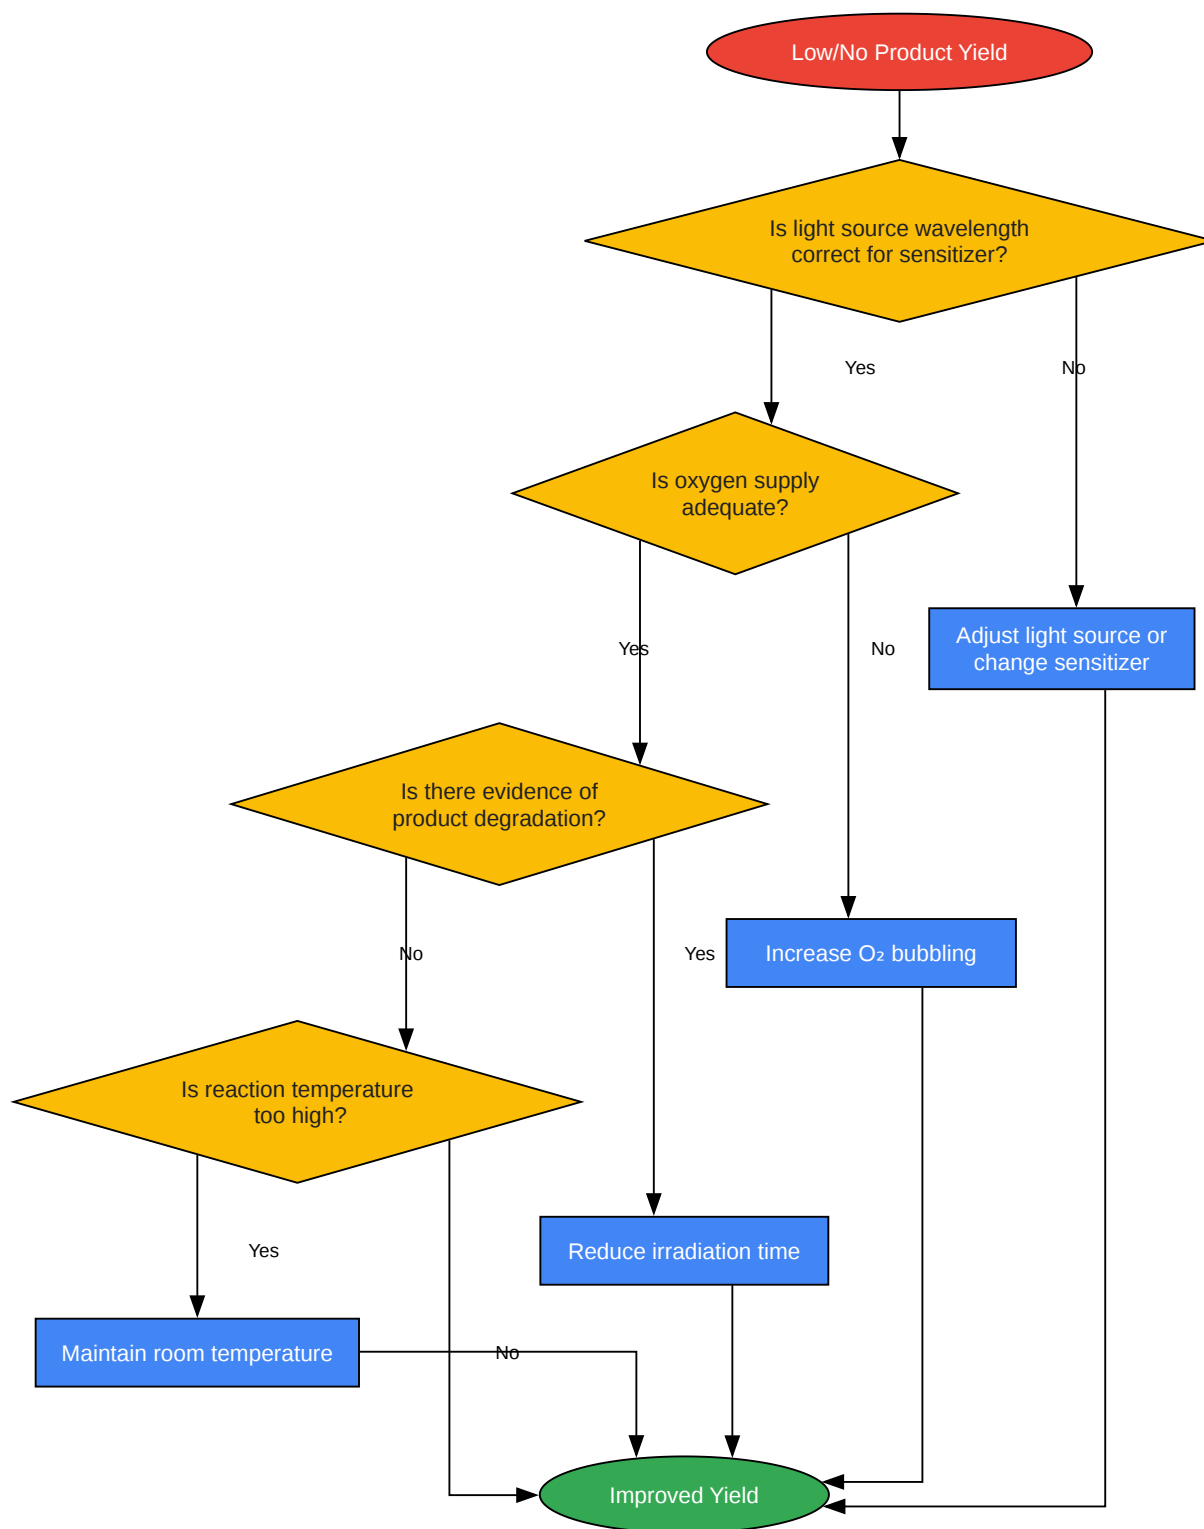 Low/No Product Yield
Is light source wavelength
correct for sensitizer?
Yes
No
Is oxygen supply
adequate?
Yes
No
Adjust light source or
change sensitizer
Is there evidence of
product degradation?
No
Yes
Increase O₂ bubbling
Is reaction temperature
too high?
Yes
Reduce irradiation time
Maintain room temperature
No
Improved Yield